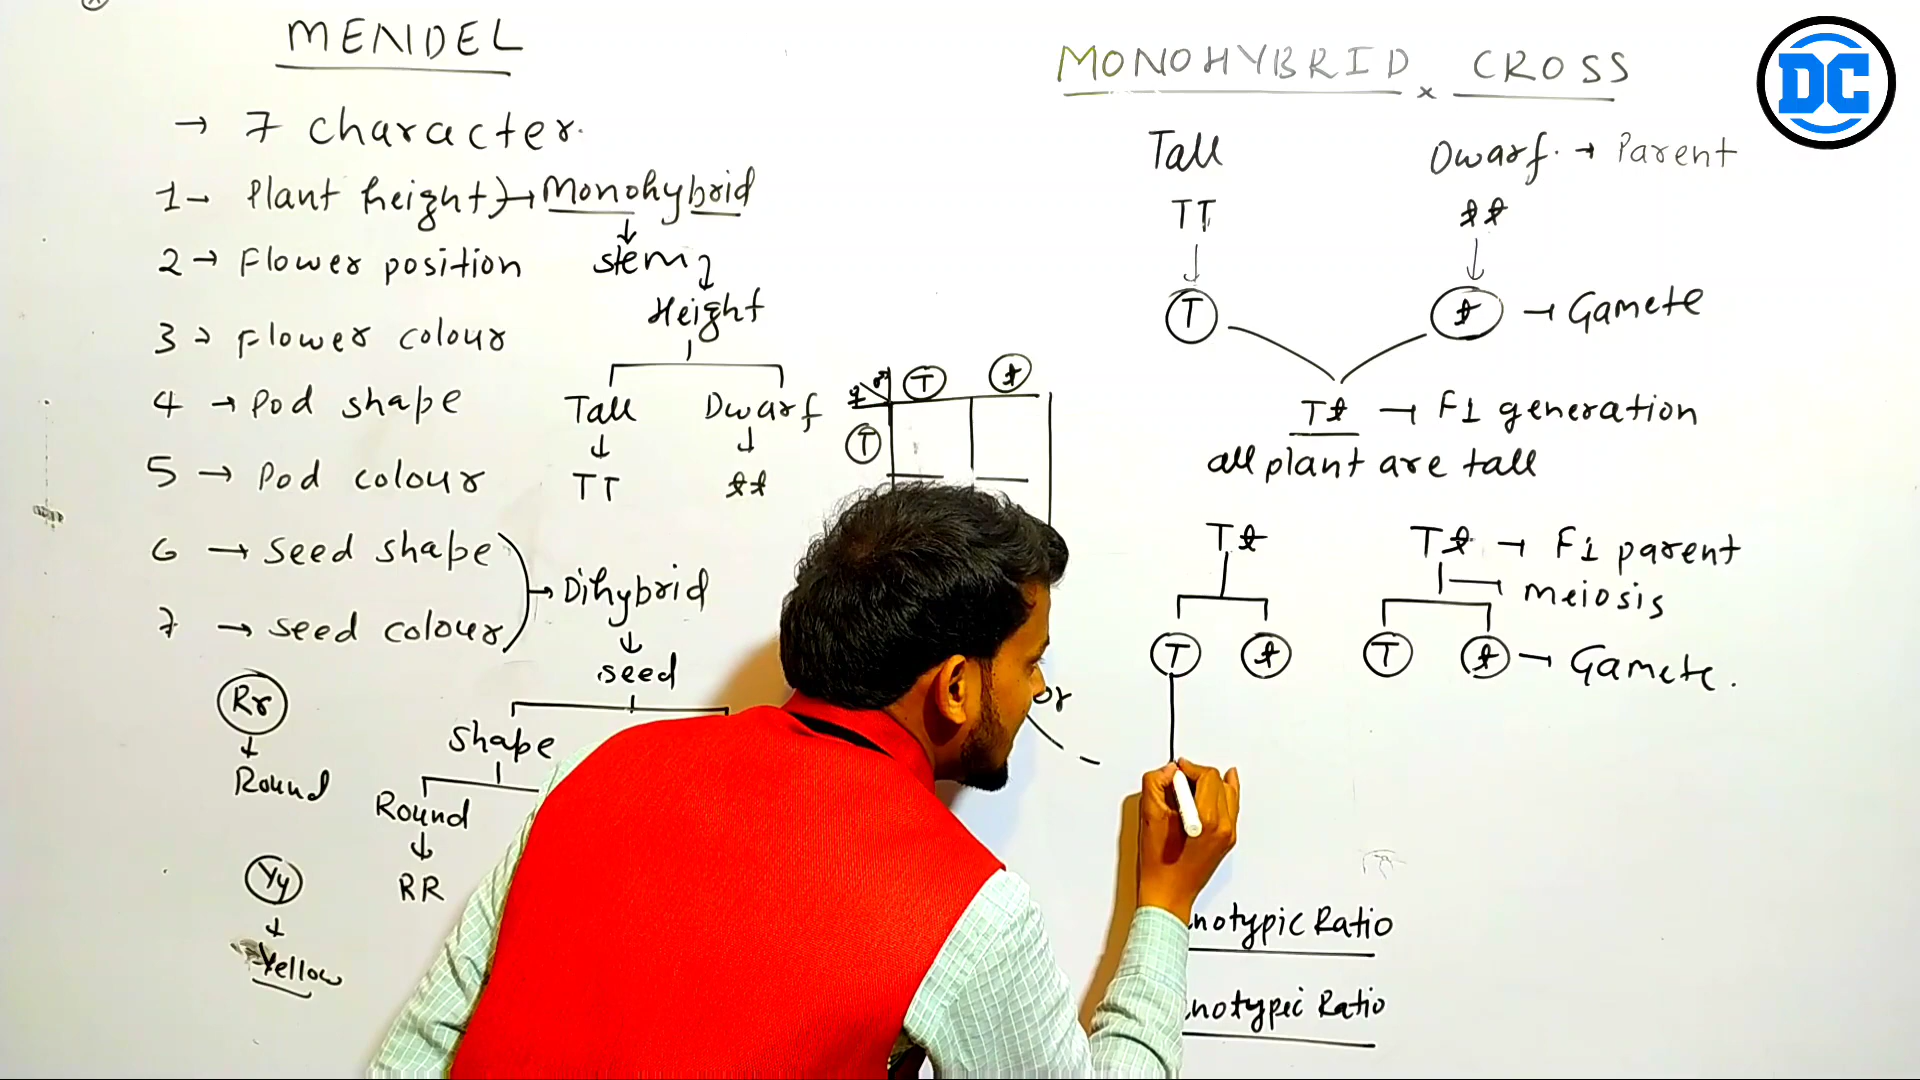 MENDEL
→ 7 character.
1→ Plant height) → Monohybrid
2→ Flower position
3→ Flower colour
4 → Pod shape
5 → Pod colour
6 → Seed shape
7 → seed colour
stem
Height
Tall Dwarf
TT tt
Dihybrid
seed
shape
Round
RR
Rr
Round
Yy
Yellow
T t
T
or
MONOHYBRID x CROSS
DC
Tall Dwarf. → Parent
TT tt
T t → Gamete
Tt → F1 generation
all plant are tall
Tt Tt → F1 parent
meiosis
T t T t → Gamete.
notypic Ratio
notypic Ratio